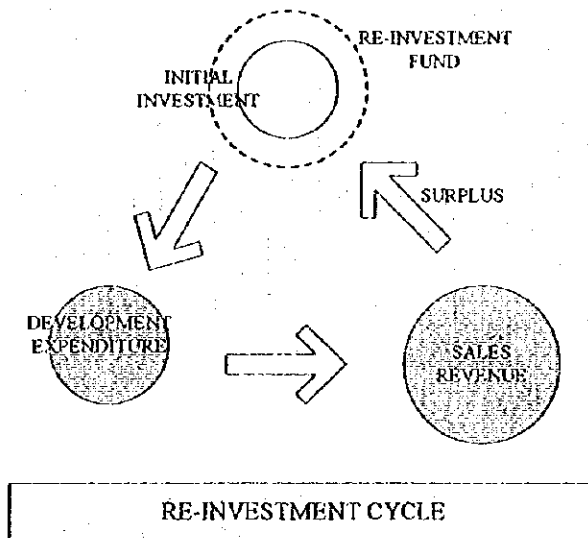 RE-INVESTMENT
FUND
INITIAL
INVESTMENT
SURPLUS
DEVELOPMENT
EXPENDITURE
SALES
REVENUE
RE-INVESTMENT CYCLE